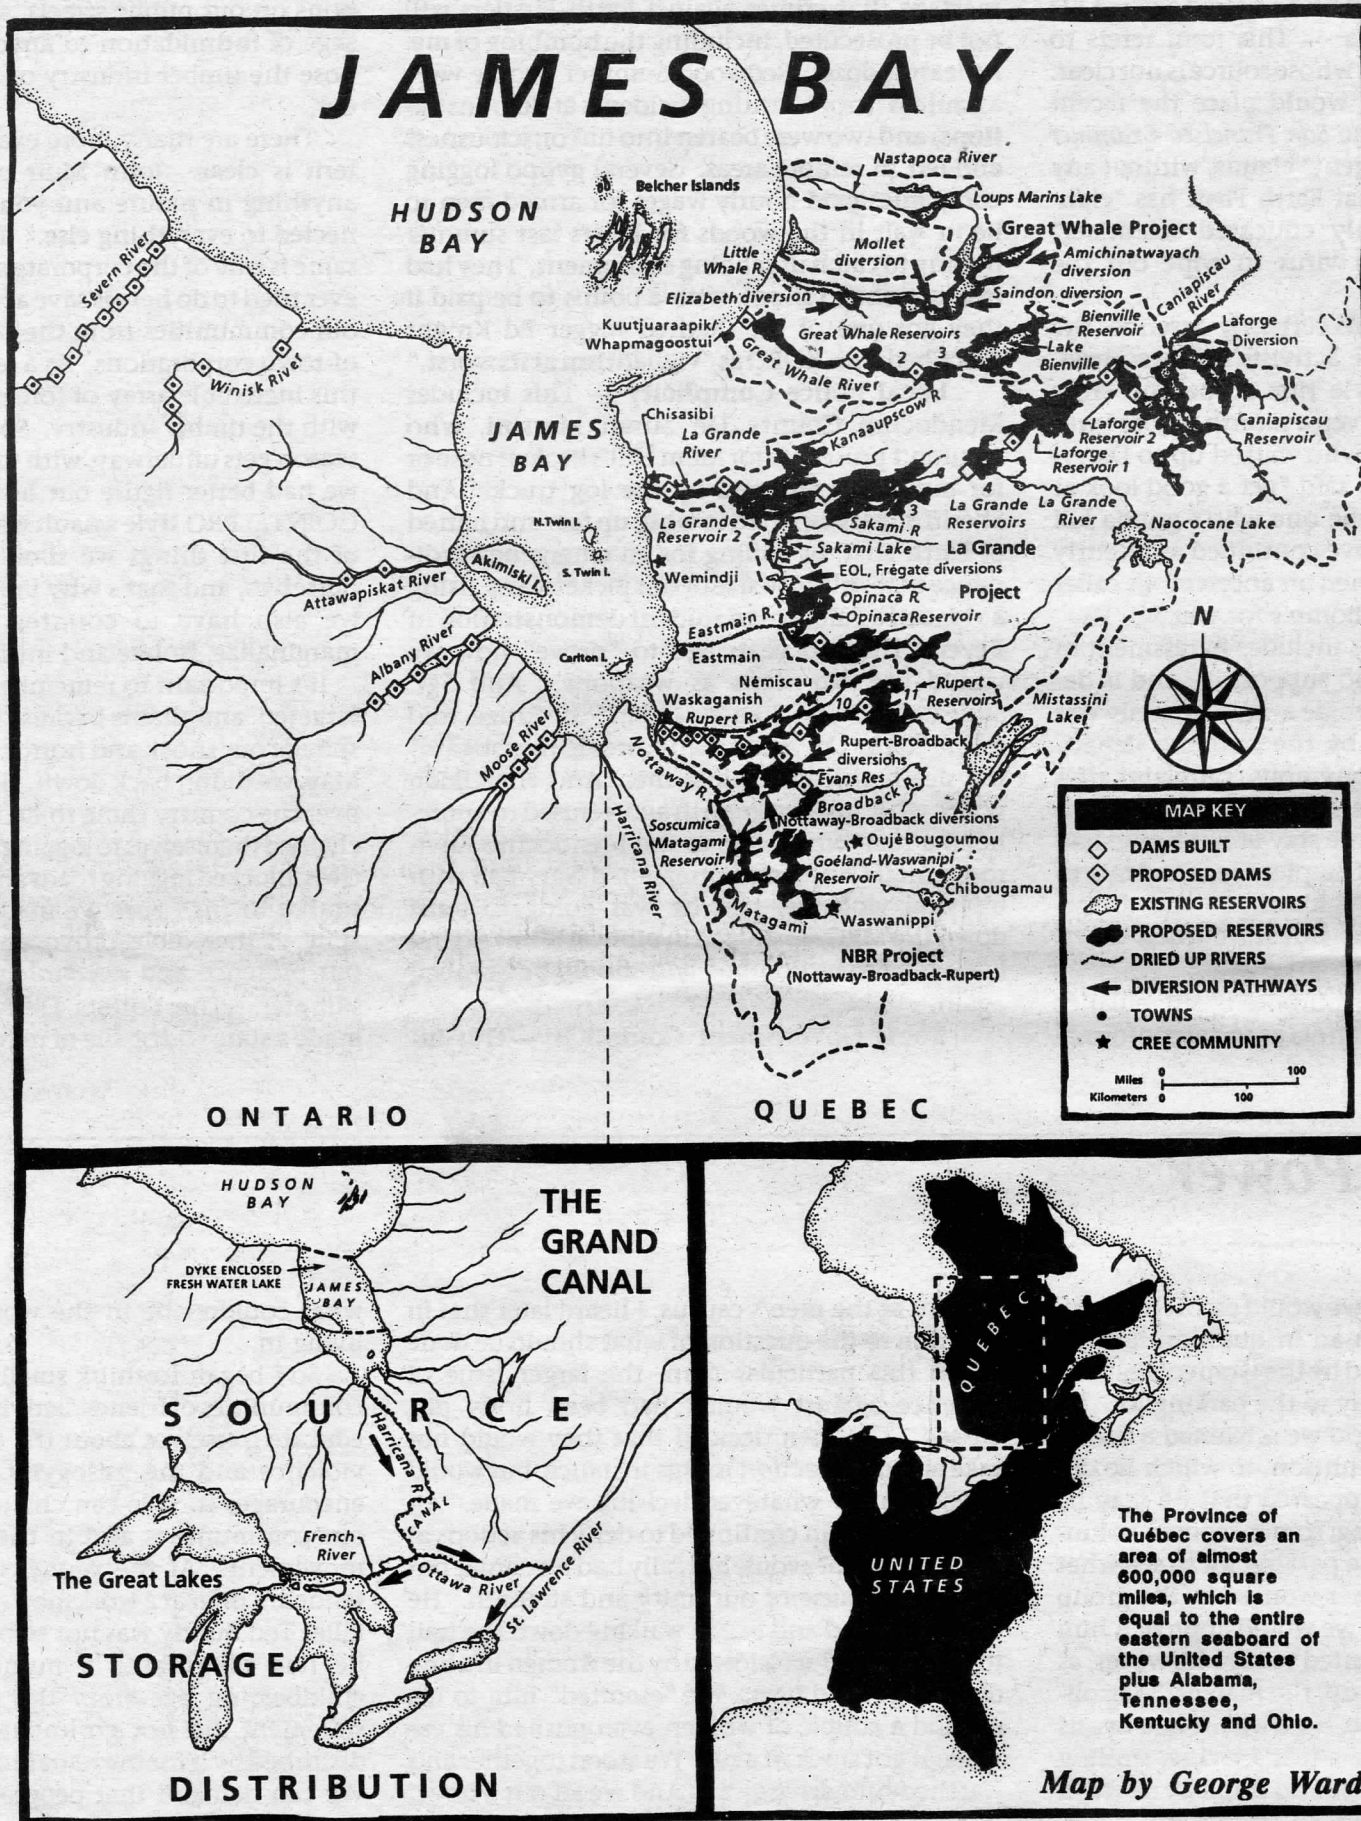 JAMES BAY
HUDSON
BAY
Belcher Islands
Nastapoca River
Loups Marins Lake
Great Whale Project
Mollet
diversion
Amichinatwayach
diversion
Little
Whale R.
Elizabeth diversion
Saindon diversion
Caniapiscau
River
Kuutjuaraapik/
Whapmagoostui
Great Whale Reservoirs
1
2
3
Bienville
Reservoir
Lake
Bienville
Laforge
Diversion
Great Whale River
Severn River
Winisk River
Chisasibi
La Grande
River
Kanaaupscow R
Laforge
Reservoir 2
Laforge
Reservoir 1
Caniapiscau
Reservoir
JAMES
BAY
La Grande
Reservoir 2
3
4
Sakami R
La Grande
Reservoirs
La Grande
River
Naococane Lake
N. Twin I.
S. Twin I.
Akimiski I.
Wemindji
Sakami Lake
La Grande
Project
EOL, Frégate diversions
Opinaca R.
Opinaca Reservoir
Attawapiskat River
Albany River
Eastmain R.
Eastmain
Carlton I.
Némiscau
Waskaganish
Rupert R.
10
11
Rupert
Reservoirs
Mistassini
Lake
N
Moose River
Nottaway R.
Rupert-Broadback
diversions
Evans Res
Broadback R.
Nottaway-Broadback diversions
Harricana River
Soscumica
Matagami
Reservoir
Oujé Bougoumou
Goéland-Waswanipi
Reservoir
Chibougamau
Matagami
Waswanippi
NBR Project
(Nottaway-Broadback-Rupert)
MAP KEY
DAMS BUILT
PROPOSED DAMS
EXISTING RESERVOIRS
PROPOSED RESERVOIRS
DRIED UP RIVERS
DIVERSION PATHWAYS
TOWNS
CREE COMMUNITY
Miles 0 100
Kilometers 0 100
ONTARIO
QUEBEC
HUDSON
BAY
THE
GRAND
CANAL
DYKE ENCLOSED
FRESH WATER LAKE
JAMES
BAY
SOURCE
Harricana R.
CANAL
French
River
Ottawa River
St. Lawrence River
The Great Lakes
STORAGE
DISTRIBUTION
QUEBEC
UNITED
STATES
The Province of
Québec covers an
area of almost
600,000 square
miles, which is
equal to the entire
eastern seaboard of
the United States
plus Alabama,
Tennessee,
Kentucky and Ohio.
Map by George Ward